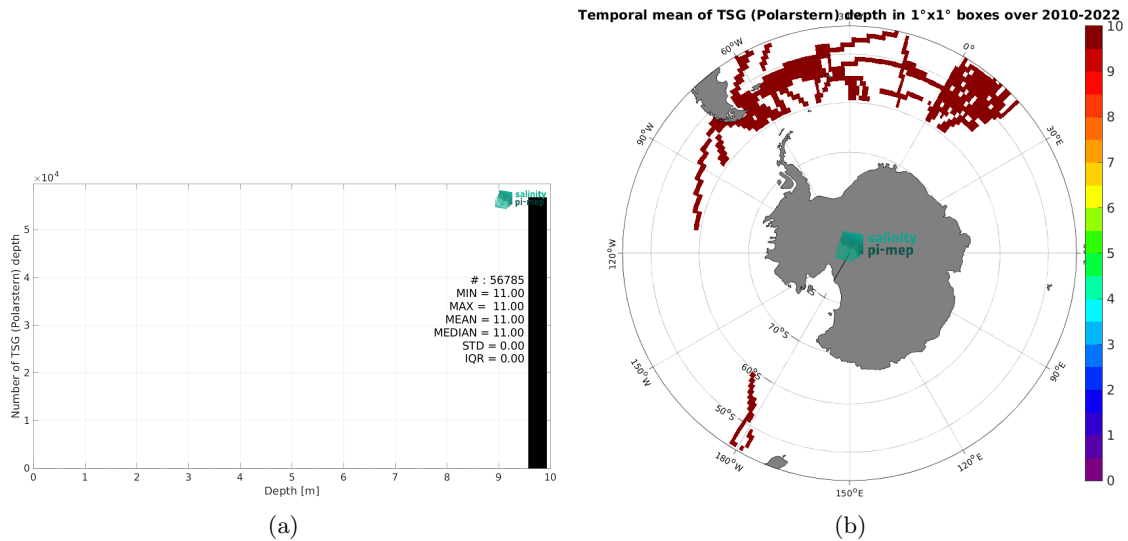 ×10⁴
5
4
3
2
1
0
Number of TSG (Polarstern) depth
salinity
pi-mep
# : 56785
MIN = 11.00
MAX = 11.00
MEAN = 11.00
MEDIAN = 11.00
STD = 0.00
IQR = 0.00
0 1 2 3 4 5 6 7 8 9 10
Depth [m]
(a)
Temporal mean of TSG (Polarstern) depth in 1°x1° boxes over 2010-2022
60°W
0°
90°W
30°E
120°W
salinity
pi-mep
70°S
60°S
50°S
150°W
90°E
180°W
120°E
150°E
10
9
8
7
6
5
4
3
2
1
0
(b)